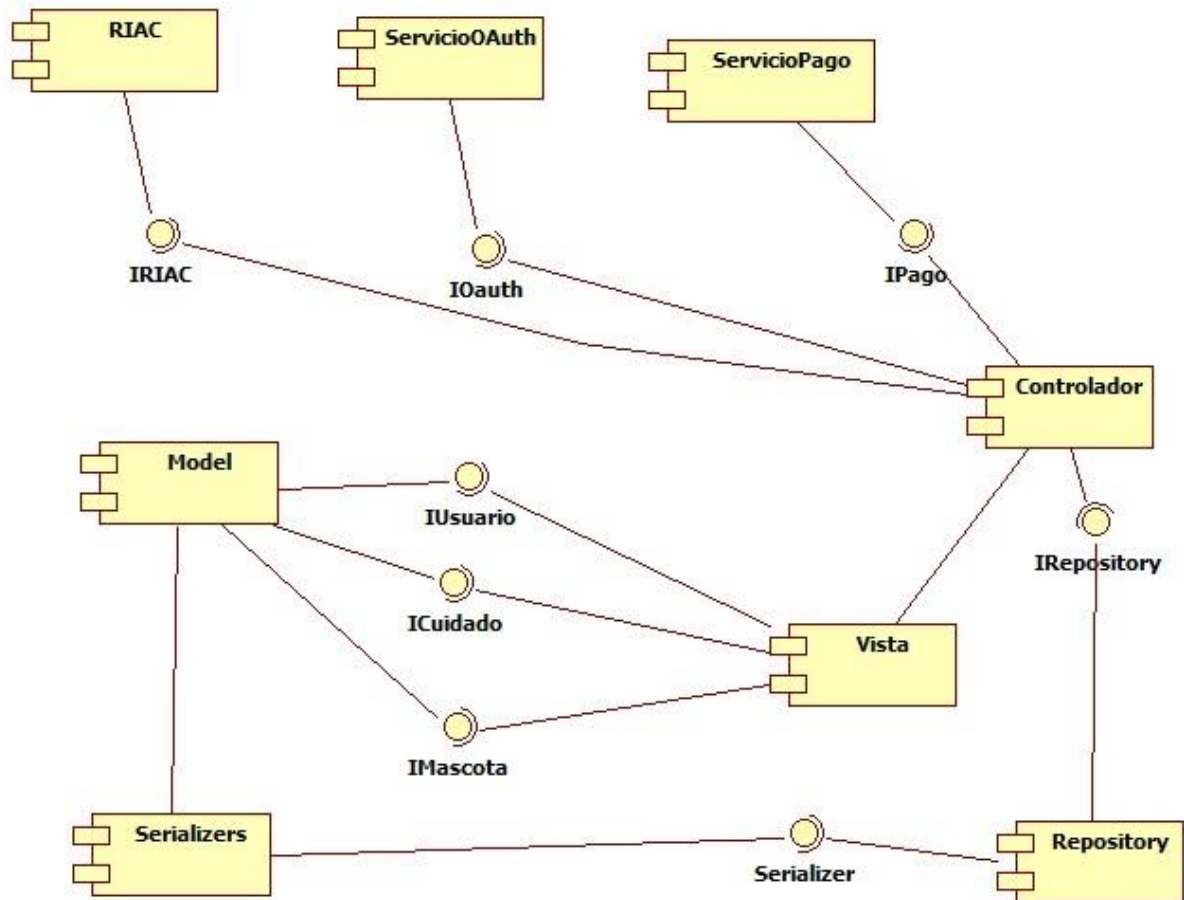 RIAC
ServicioOAuth
ServicioPago
IRIAC
IOauth
IPago
Controlador
Model
IUsuario
IRepository
ICuidado
Vista
IMascota
Serializers
Serializer
Repository